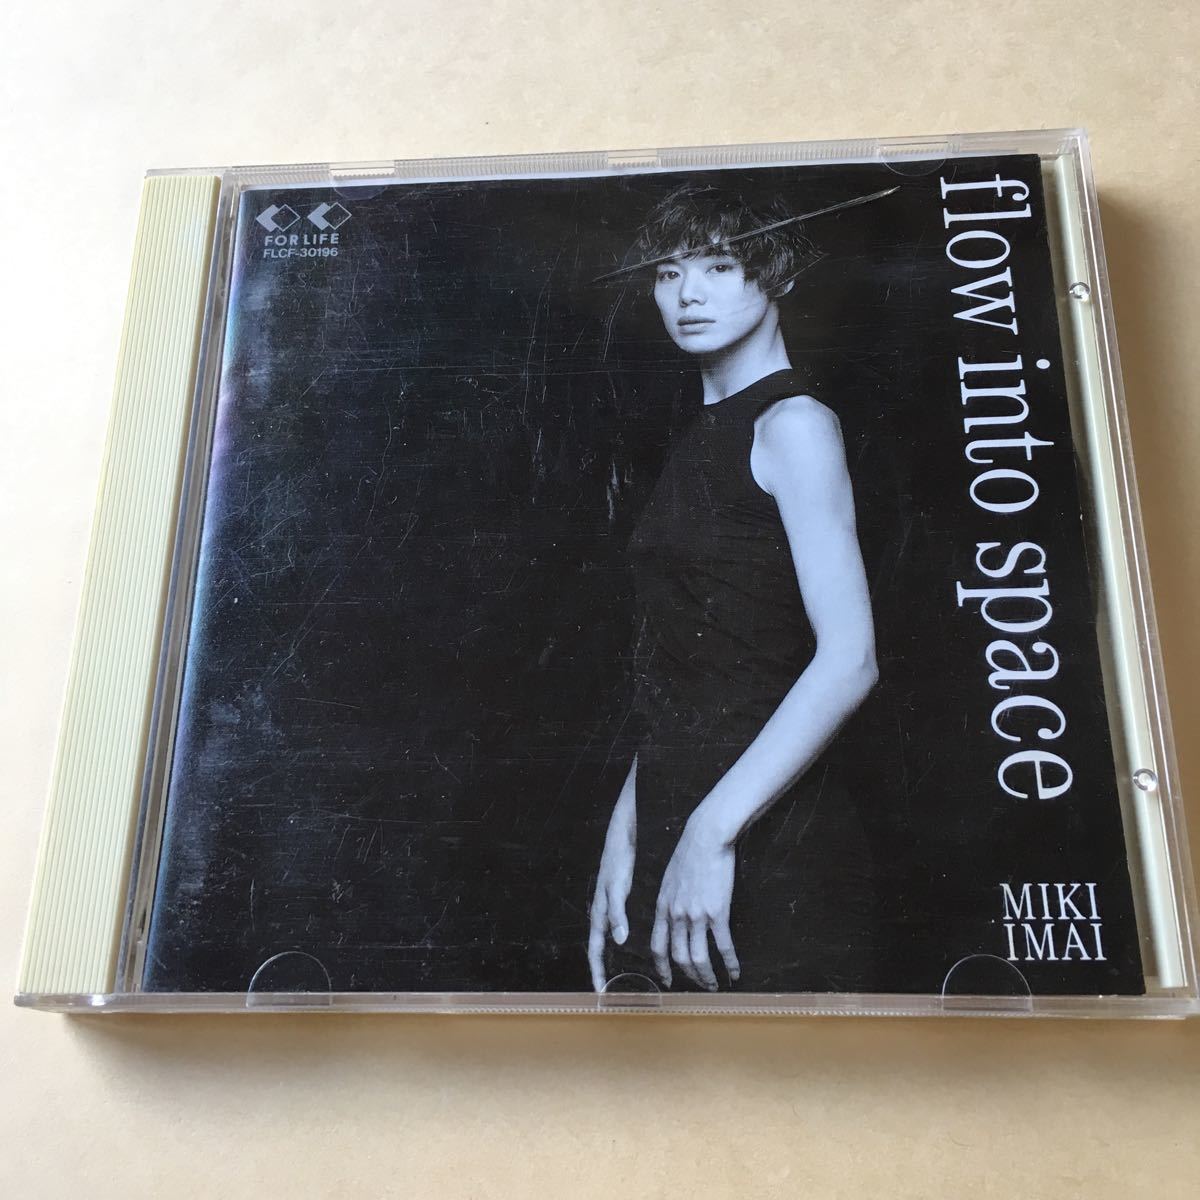 FOR LIFE
FLCF-30196
flow into space
MIKI
IMAI